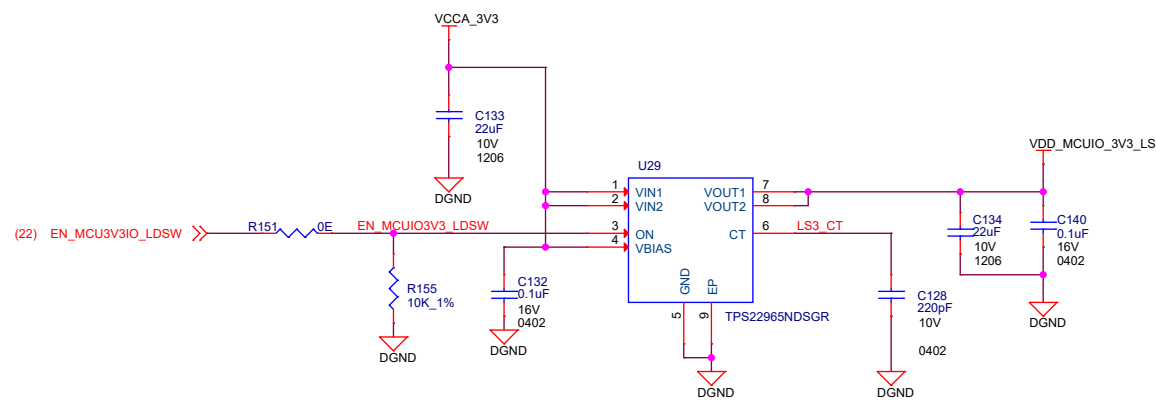 VCCA_3V3
C133
22uF
10V
1206
DGND
VDD_MCUIO_3V3_LS
U29
1 VIN1 VOUT1 7
2 VIN2 VOUT2 8
3 ON CT 6 LS3_CT
4 VBIAS
GND EP
5 9 TPS22965NDSGR
DGND
(22) EN_MCU3V3IO_LDSW R151 0E EN_MCUIO3V3_LDSW
R155
10K_1%
DGND
C132
0.1uF
16V
0402
DGND
C134
22uF
10V
1206
C140
0.1uF
16V
0402
DGND
C128
220pF
10V
0402
DGND